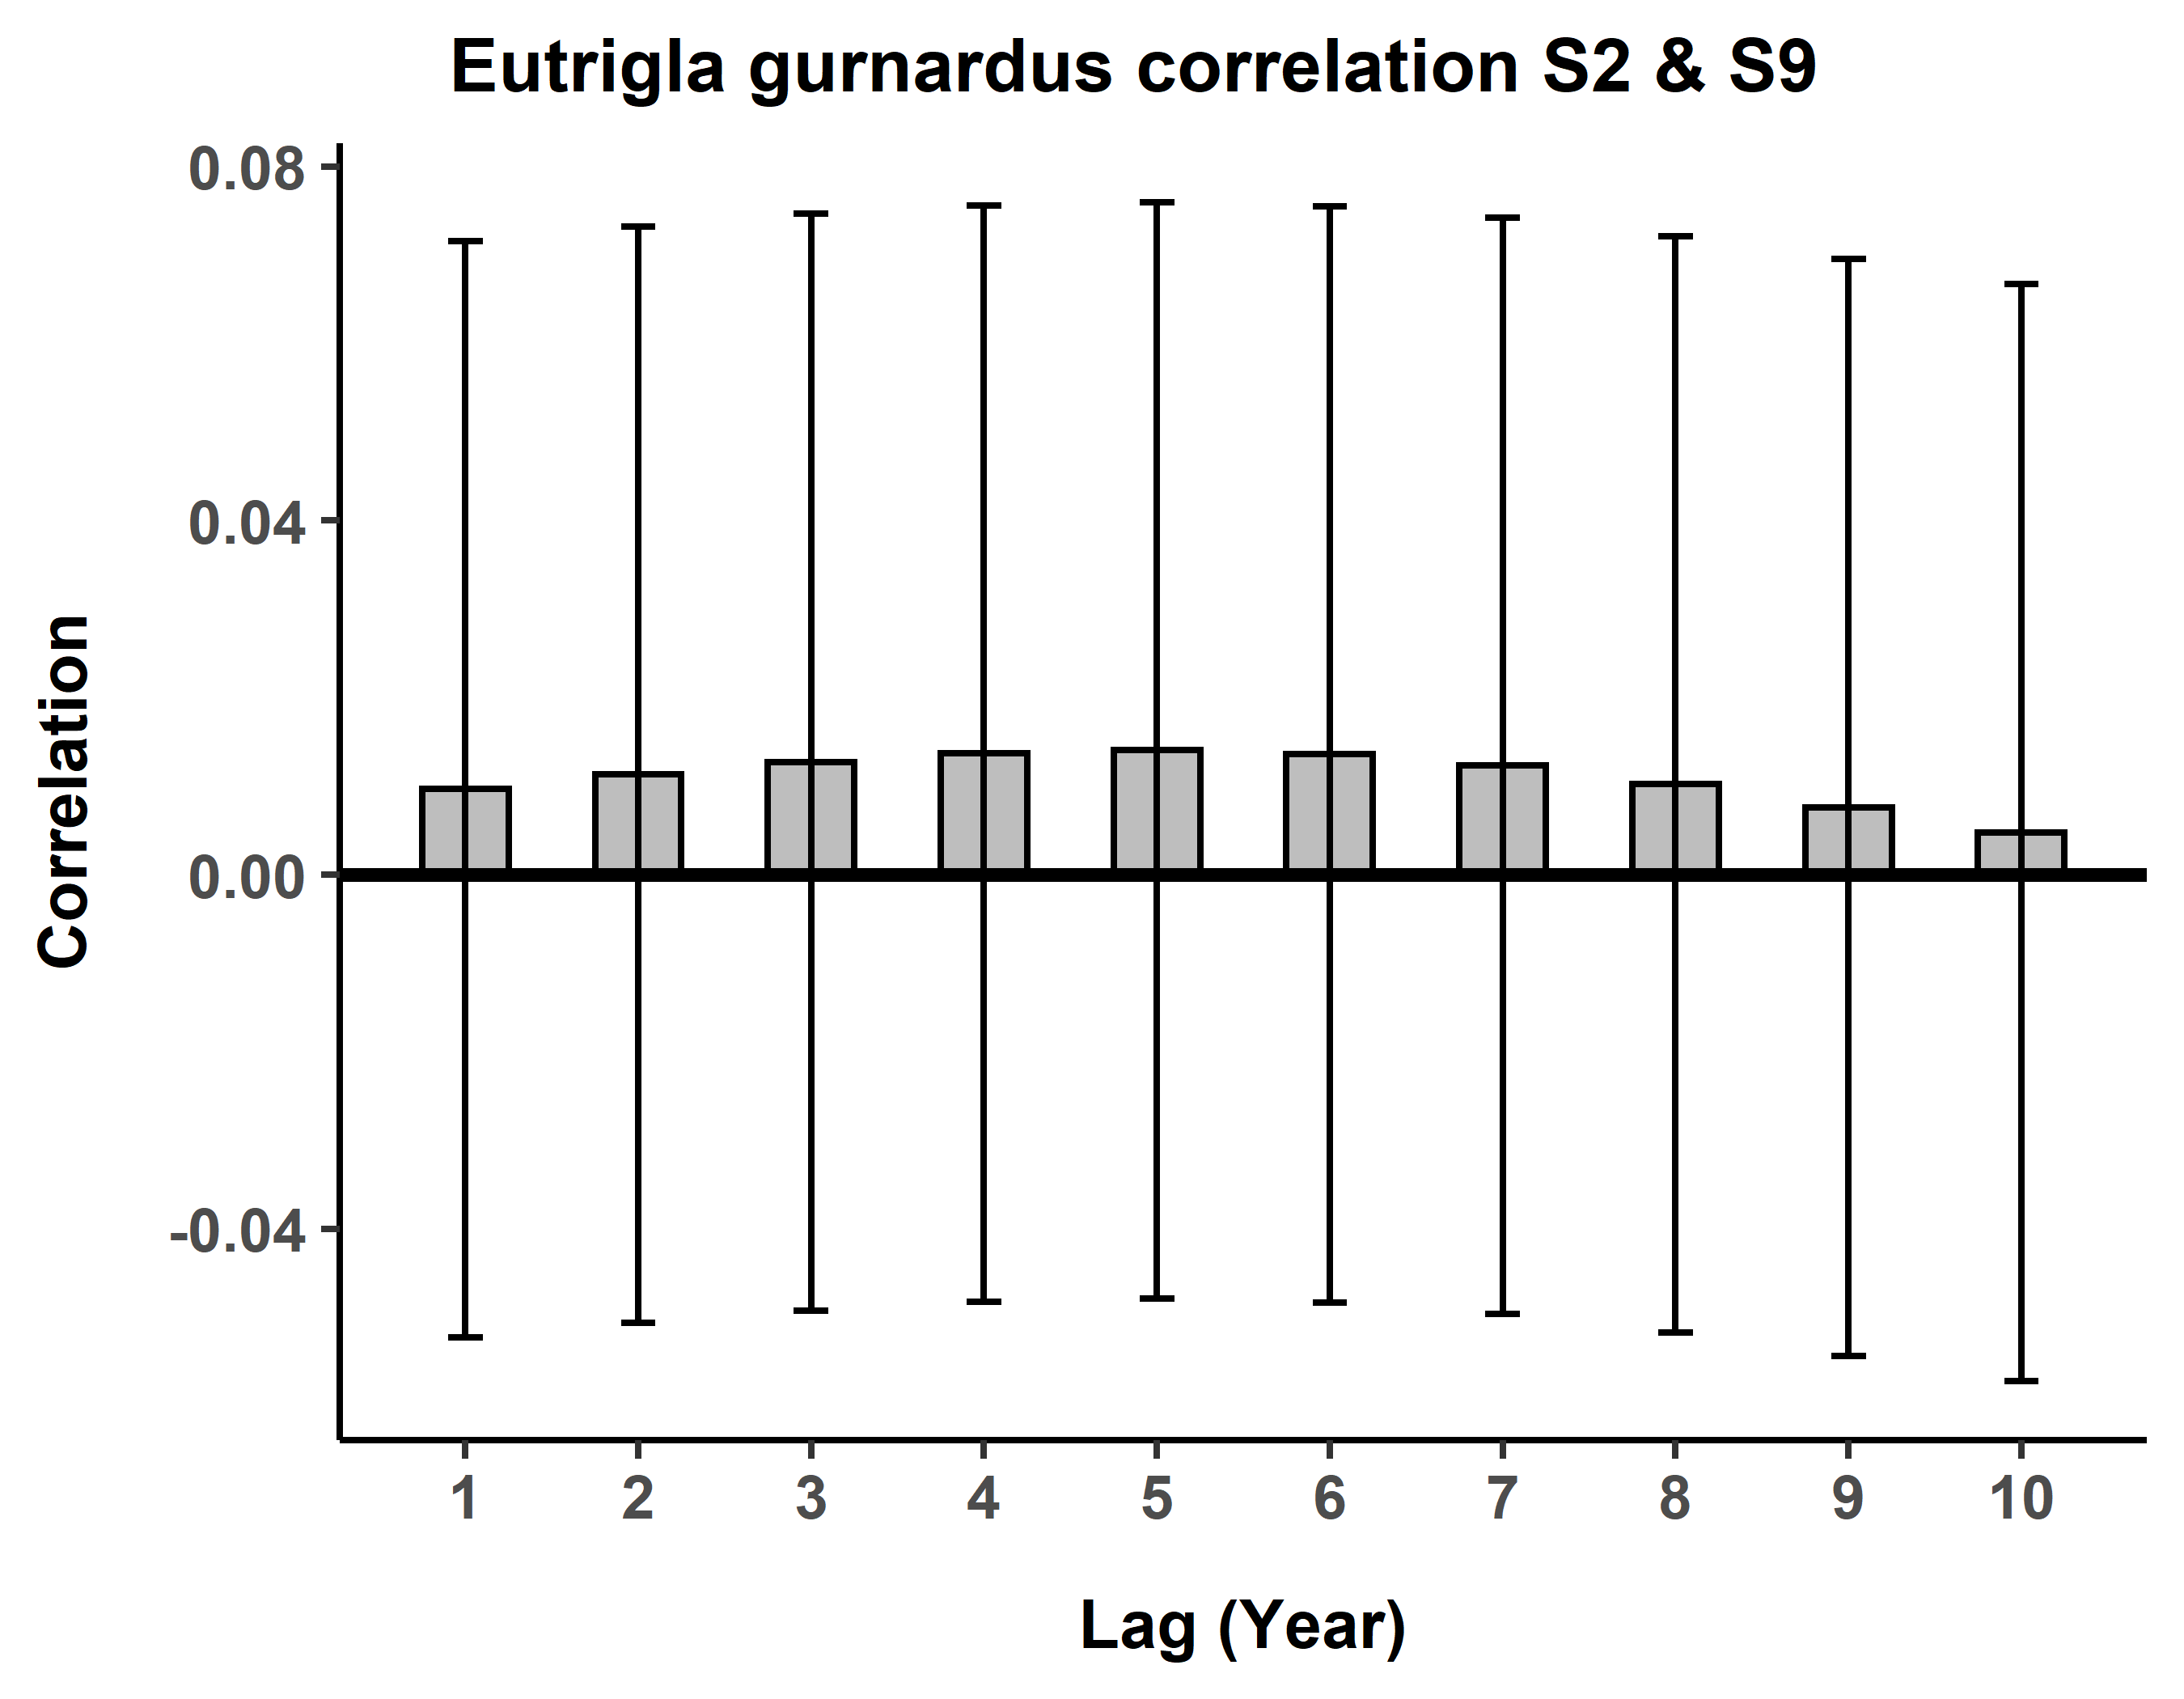 Eutrigla gurnardus correlation S2 & S9
0.08
0.04
0.00
-0.04
Correlation
1 2 3 4 5 6 7 8 9 10
Lag (Year)